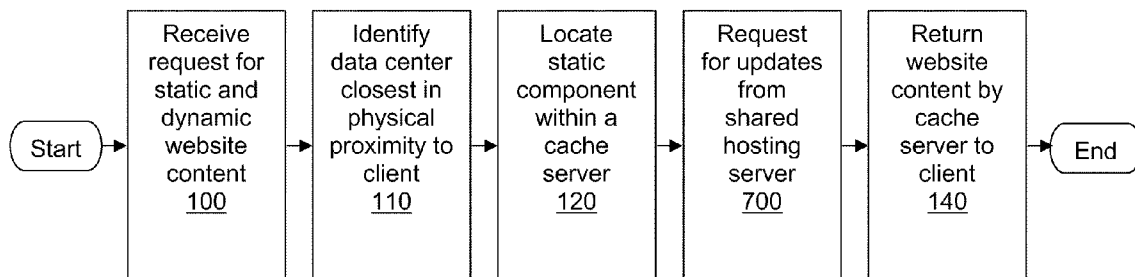 Start
Receive
request for
static and
dynamic
website
content
100
Identify
data center
closest in
physical
proximity to
client
110
Locate
static
component
within a
cache
server
120
Request
for updates
from
shared
hosting
server
700
Return
website
content by
cache
server to
client
140
End